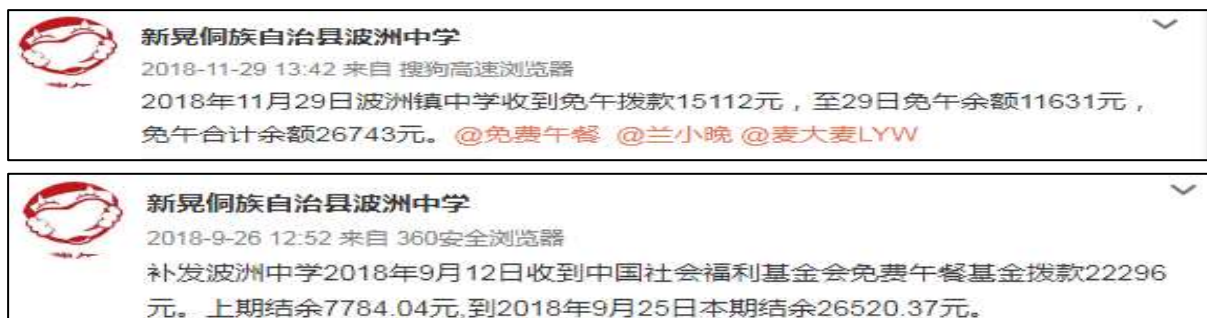 新晃侗族自治县波洲中学
2018-11-29 13:42 来自 搜狗高速浏览器
2018年11月29日波洲镇中学收到免午拨款15112元，至29日免午余额11631元，
免午合计余额26743元。@免费午餐 @兰小晚 @麦大麦LYW
新晃侗族自治县波洲中学
2018-9-26 12:52 来自 360安全浏览器
补发波洲中学2018年9月12日收到中国社会福利基金会免费午餐基金拨款22296
元。上期结余7784.04元,到2018年9月25日本期结余26520.37元。